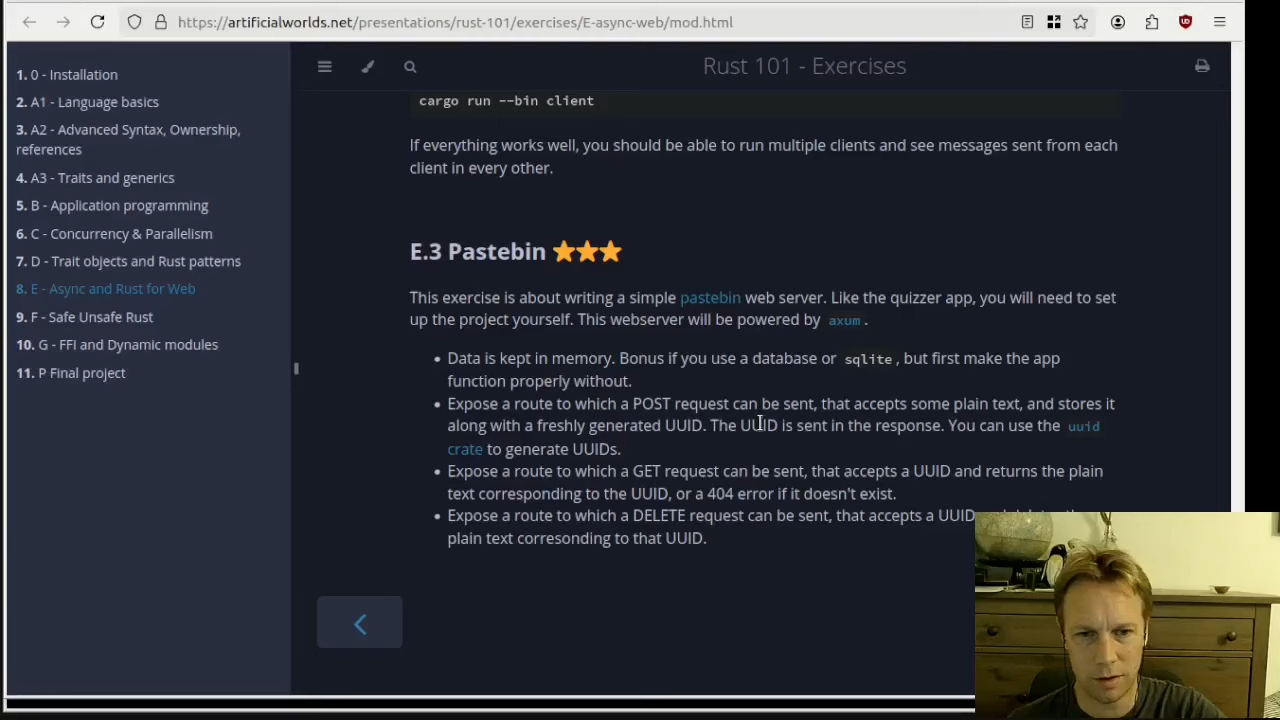 https://artificialworlds.net/presentations/rust-101/exercises/E-async-web/mod.html
1. 0 - Installation
2. A1 - Language basics
3. A2 - Advanced Syntax, Ownership,
references
4. A3 - Traits and generics
5. B - Application programming
6. C - Concurrency & Parallelism
7. D - Trait objects and Rust patterns
8. E - Async and Rust for Web
9. F - Safe Unsafe Rust
10. G - FFI and Dynamic modules
11. P Final project
Rust 101 - Exercises
cargo run --bin client
If everything works well, you should be able to run multiple clients and see messages sent from each
client in every other.
E.3 Pastebin ⭐⭐⭐
This exercise is about writing a simple pastebin web server. Like the quizzer app, you will need to set
up the project yourself. This webserver will be powered by axum.
• Data is kept in memory. Bonus if you use a database or sqlite, but first make the app
function properly without.
• Expose a route to which a POST request can be sent, that accepts some plain text, and stores it
along with a freshly generated UUID. The UUID is sent in the response. You can use the uuid
crate to generate UUIDs.
• Expose a route to which a GET request can be sent, that accepts a UUID and returns the plain
text corresponding to the UUID, or a 404 error if it doesn't exist.
• Expose a route to which a DELETE request can be sent, that accepts a UUID
plain text corresonding to that UUID.